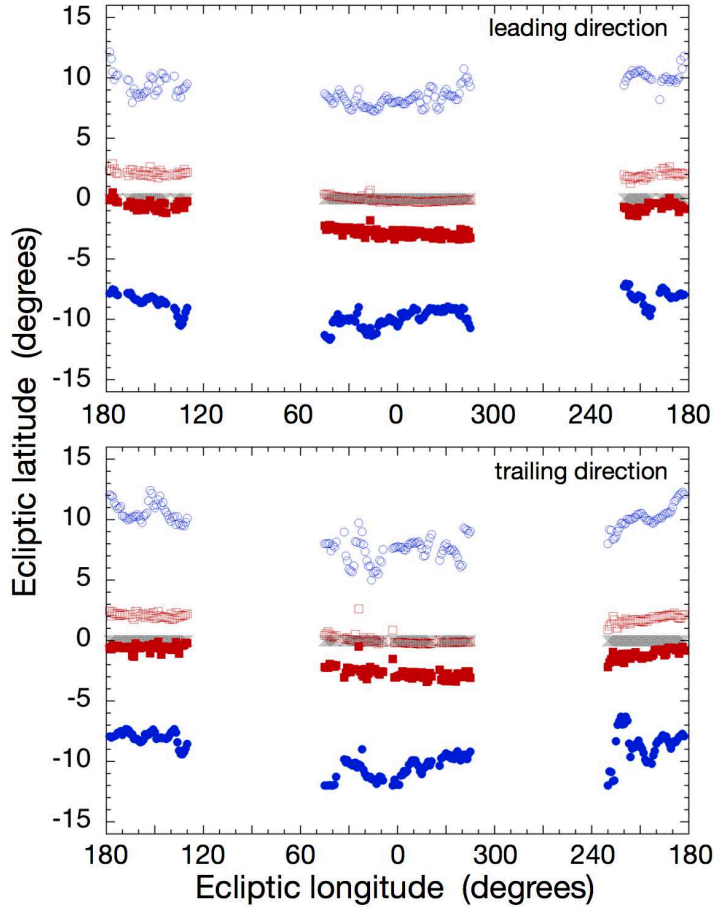 15
leading direction
10
5
0
-5
-10
-15
180 120 60 0 300 240 180
Ecliptic latitude (degrees)
15
trailing direction
10
5
0
-5
-10
-15
180 120 60 0 300 240 180
Ecliptic longitude (degrees)